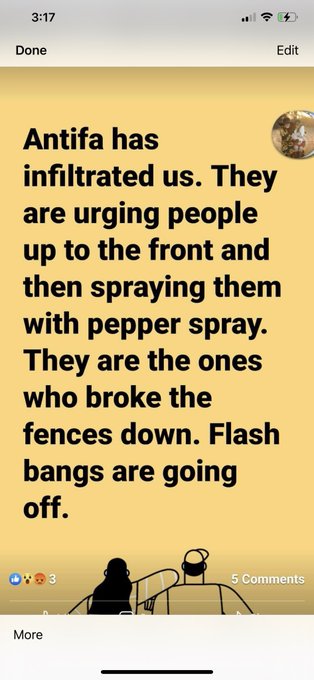 3:17
Done Edit
Antifa has
infiltrated us. They
are urging people
up to the front and
then spraying them
with pepper spray.
They are the ones
who broke the
fences down. Flash
bangs are going
off.
3 5 Comments
More